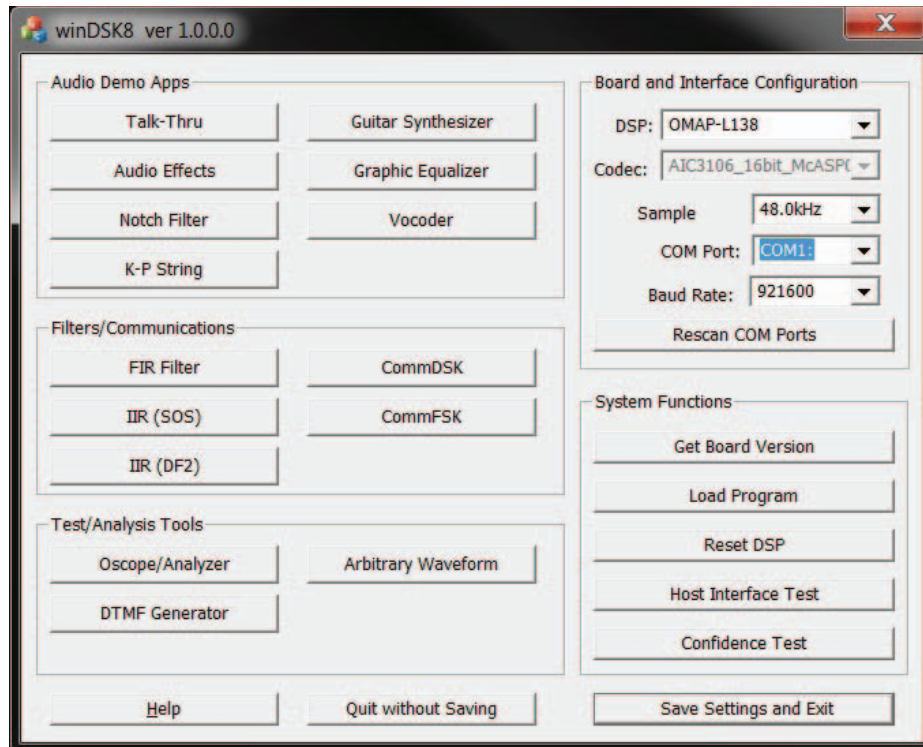 winDSK8 ver 1.0.0.0
Audio Demo Apps
Talk-Thru
Guitar Synthesizer
Audio Effects
Graphic Equalizer
Notch Filter
Vocoder
K-P String
Filters/Communications
FIR Filter
CommDSK
IIR (SOS)
CommFSK
IIR (DF2)
Test/Analysis Tools
Oscope/Analyzer
Arbitrary Waveform
DTMF Generator
Help
Quit without Saving
Board and Interface Configuration
DSP: OMAP-L138
Codec: AIC3106_16bit_McASP(
Sample 48.0kHz
COM Port: COM1:
Baud Rate: 921600
Rescan COM Ports
System Functions
Get Board Version
Load Program
Reset DSP
Host Interface Test
Confidence Test
Save Settings and Exit